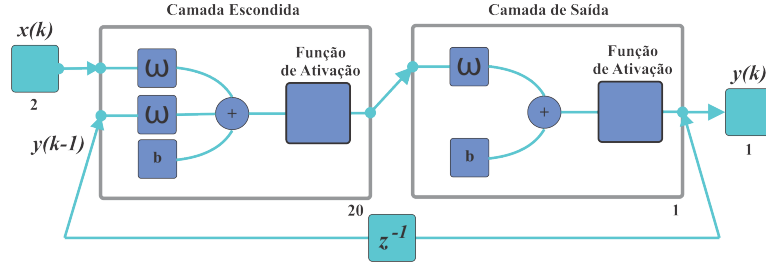 Camada Escondida
Camada de Saída
x(k)
2
ω
ω
b
y(k-1)
+
Função
de Ativação
20
ω
b
+
Função
de Ativação
1
y(k)
1
z⁻¹